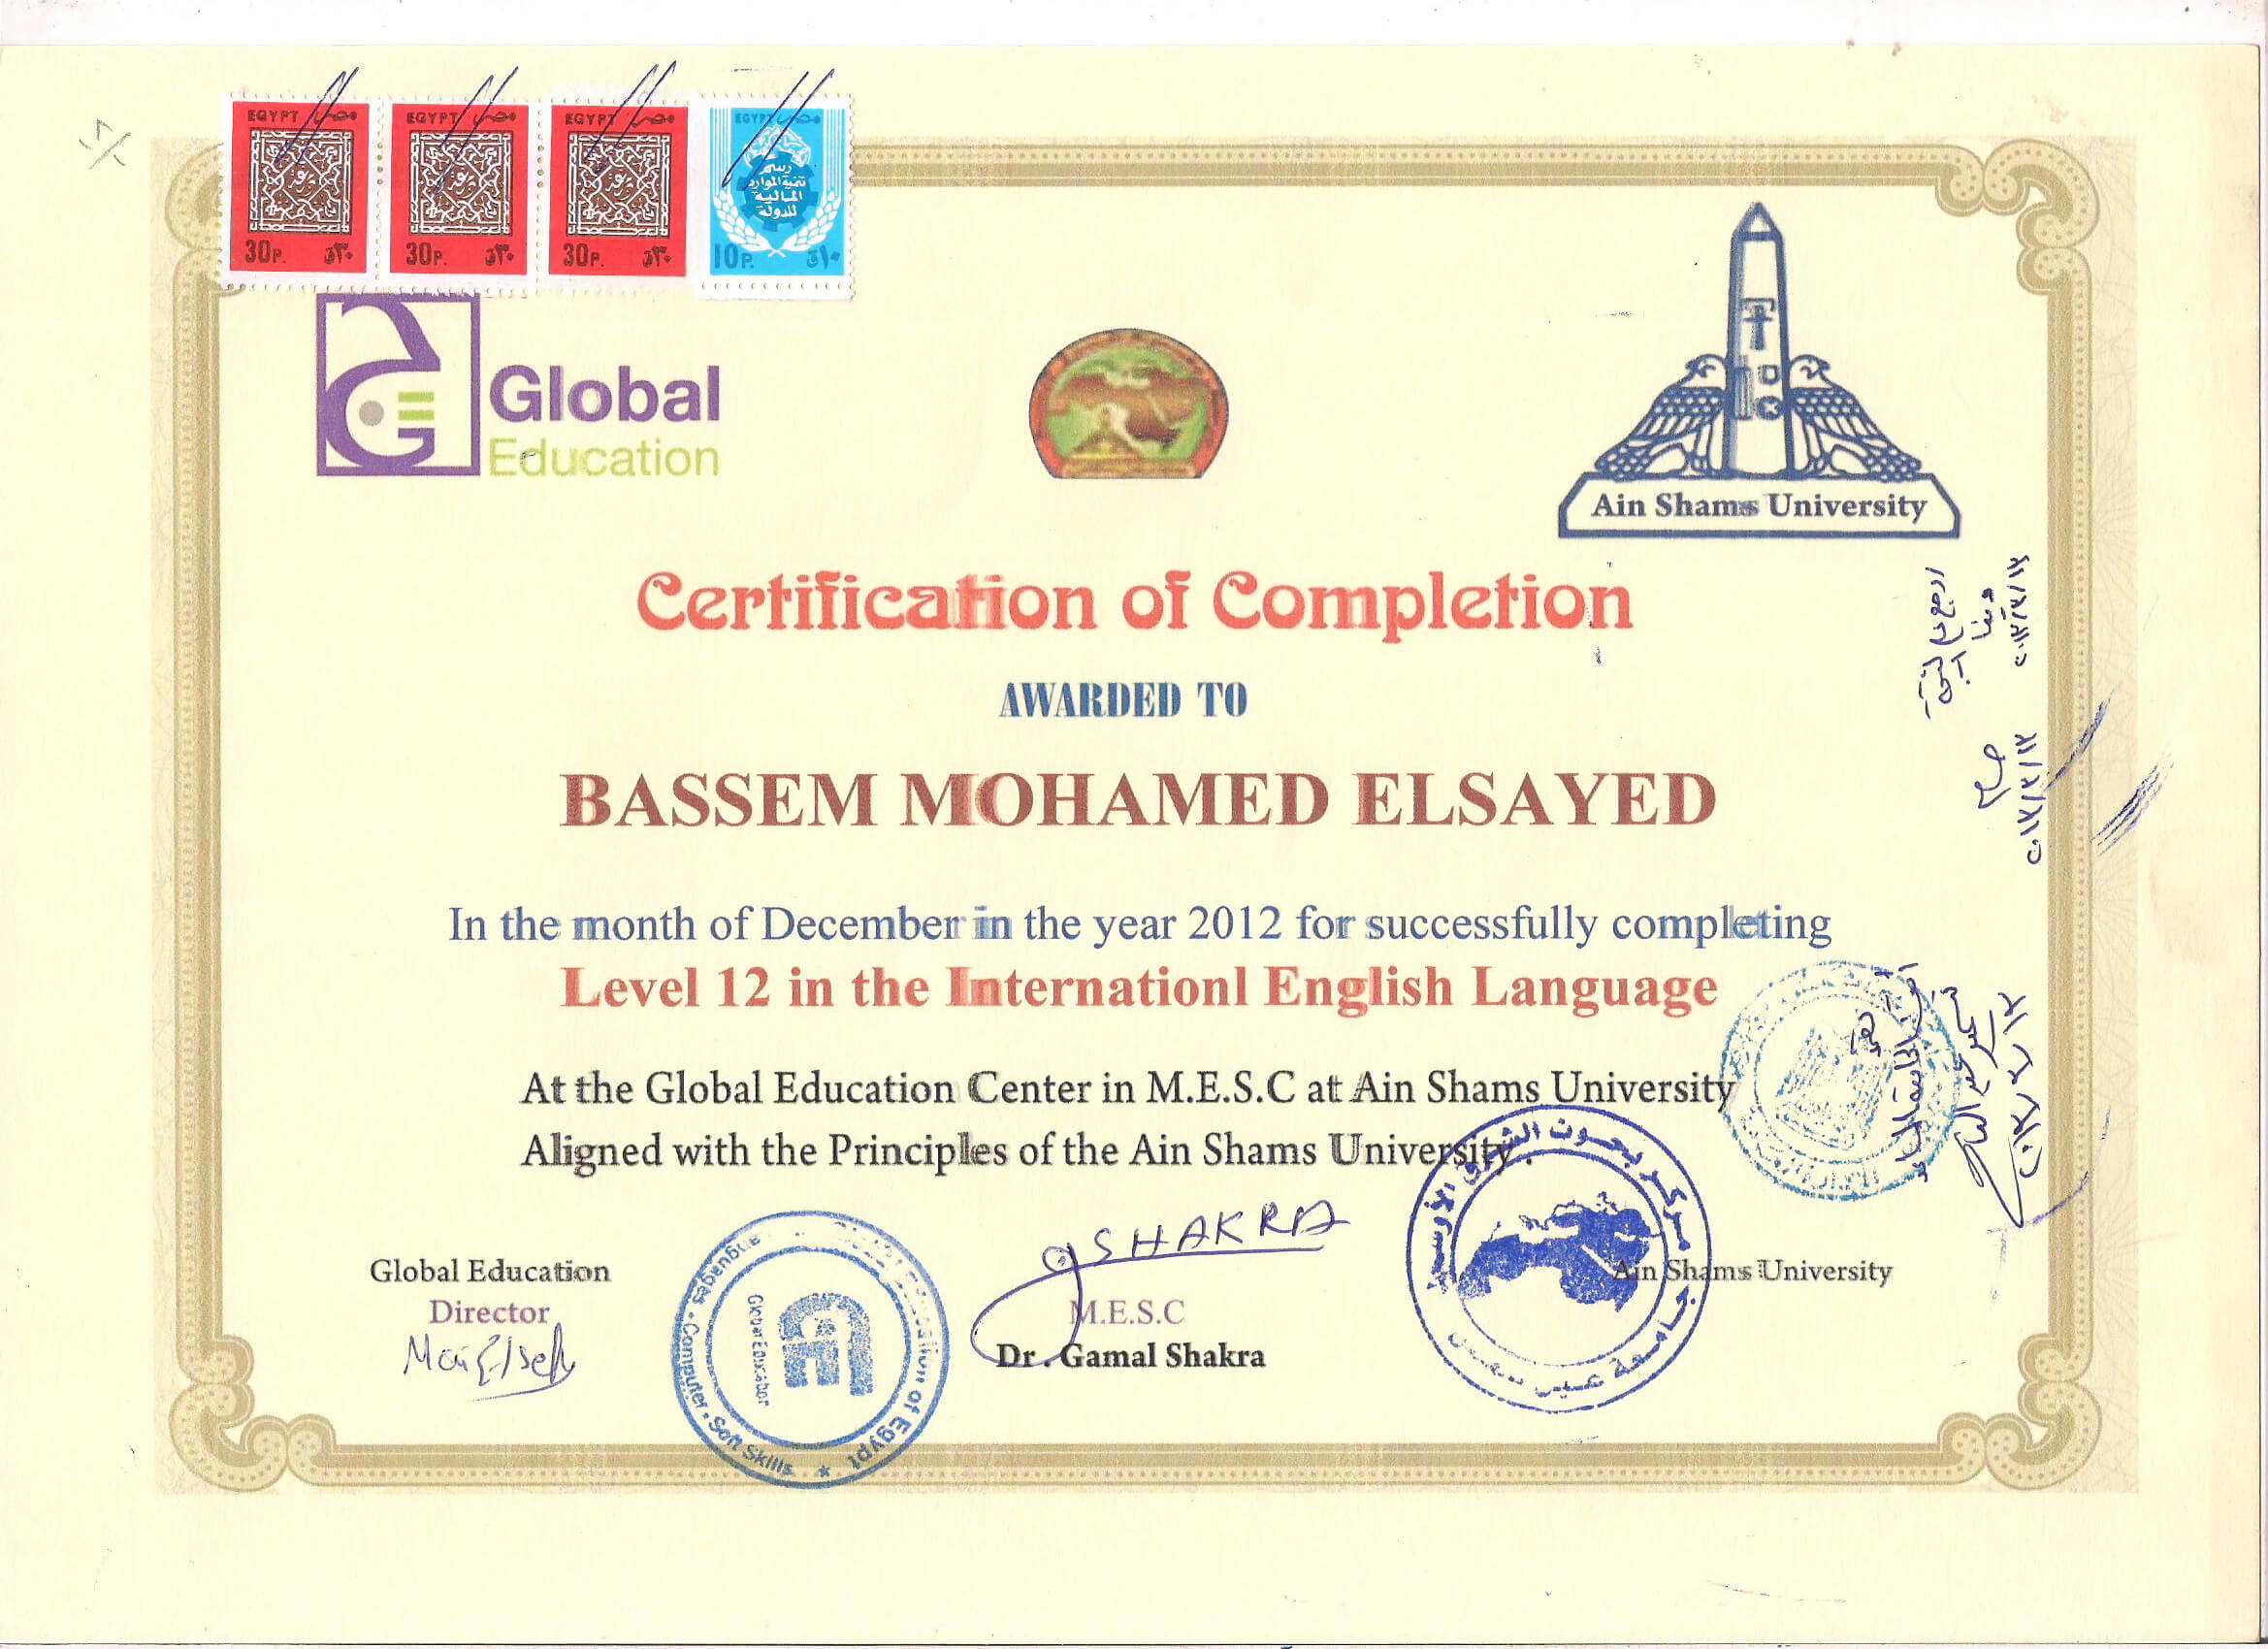 EGYPT مصر
30P. ٣٠ق
EGYPT مصر
30P. ٣٠ق
EGYPT مصر
30P. ٣٠ق
EGYPT مصر
رسم
تنمية الموارد
المالية
للدولة
10P. ١٠ق
Global
Education
Ain Shams University
Certification of Completion
AWARDED TO
BASSEM MOHAMED ELSAYED
In the month of December in the year 2012 for successfully completing
Level 12 in the Internationl English Language
At the Global Education Center in M.E.S.C at Ain Shams University
Aligned with the Principles of the Ain Shams University.
Global Education
Director
Languages . Computer . Soft Skills ★ Global Education of Egypt
Global Education
GSHAKRA
M.E.S.C
Dr. Gamal Shakra
مركز بحوث الشرق الأوسط
جامعة عين شمس
Ain Shams University